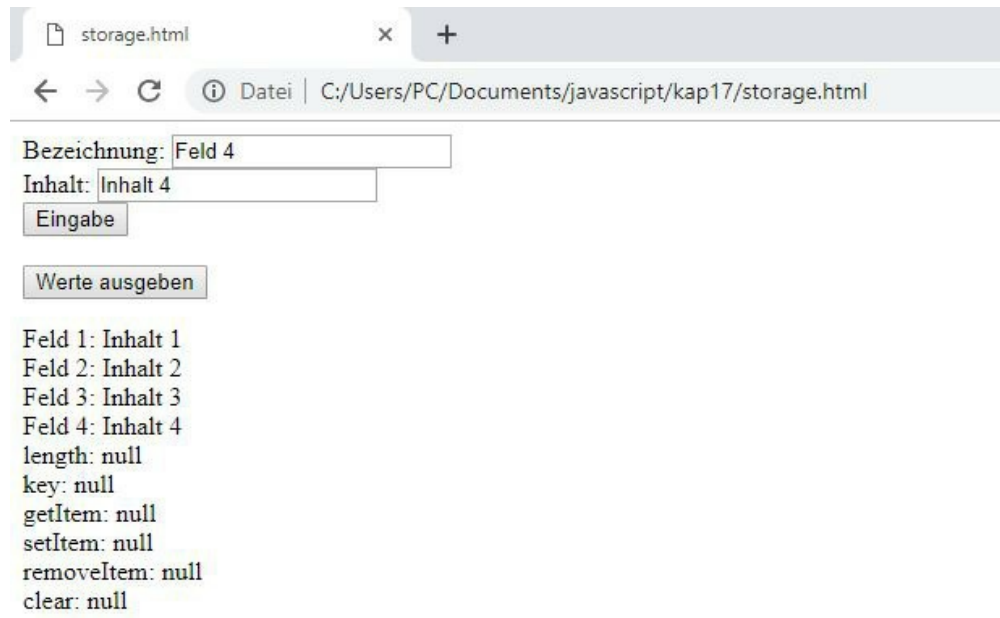 storage.html
Datei | C:/Users/PC/Documents/javascript/kap17/storage.html
Bezeichnung: Feld 4
Inhalt: Inhalt 4
Eingabe
Werte ausgeben
Feld 1: Inhalt 1
Feld 2: Inhalt 2
Feld 3: Inhalt 3
Feld 4: Inhalt 4
length: null
key: null
getItem: null
setItem: null
removeItem: null
clear: null